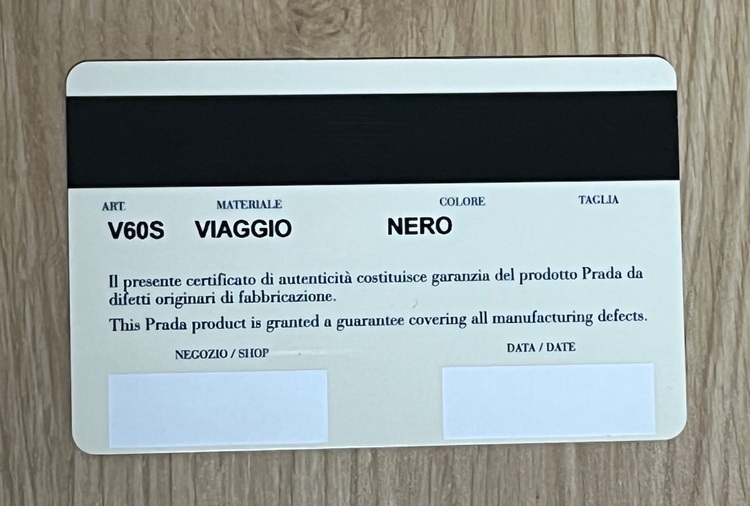 ART. MATERIALE COLORE TAGLIA
V60S VIAGGIO NERO
Il presente certificato di autenticità costituisce garanzia del prodotto Prada da
difetti originari di fabbricazione.
This Prada product is granted a guarantee covering all manufacturing defects.
NEGOZIO / SHOP DATA / DATE